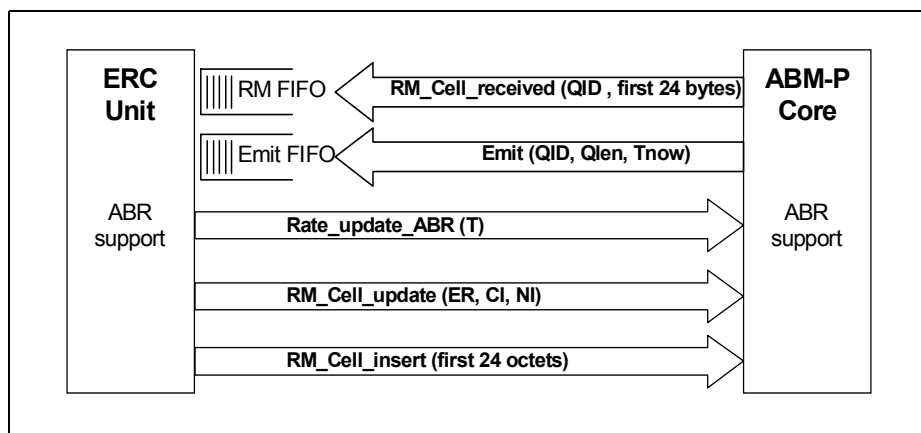 ERC
Unit
RM FIFO
RM_Cell_received (QID , first 24 bytes)
ABM-P
Core
Emit FIFO
Emit (QID, Qlen, Tnow)
ABR
support
Rate_update_ABR (T)
ABR
support
RM_Cell_update (ER, CI, NI)
RM_Cell_insert (first 24 octets)